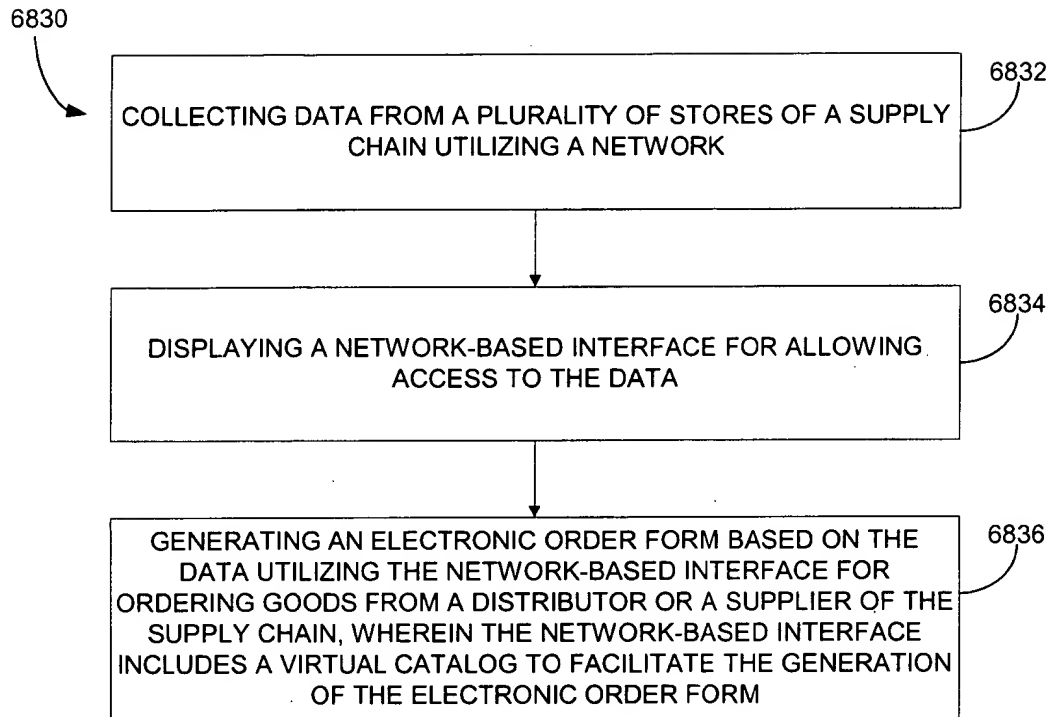 6830
6832
COLLECTING DATA FROM A PLURALITY OF STORES OF A SUPPLY
CHAIN UTILIZING A NETWORK
6834
DISPLAYING A NETWORK-BASED INTERFACE FOR ALLOWING
ACCESS TO THE DATA
6836
GENERATING AN ELECTRONIC ORDER FORM BASED ON THE
DATA UTILIZING THE NETWORK-BASED INTERFACE FOR
ORDERING GOODS FROM A DISTRIBUTOR OR A SUPPLIER OF THE
SUPPLY CHAIN, WHEREIN THE NETWORK-BASED INTERFACE
INCLUDES A VIRTUAL CATALOG TO FACILITATE THE GENERATION
OF THE ELECTRONIC ORDER FORM